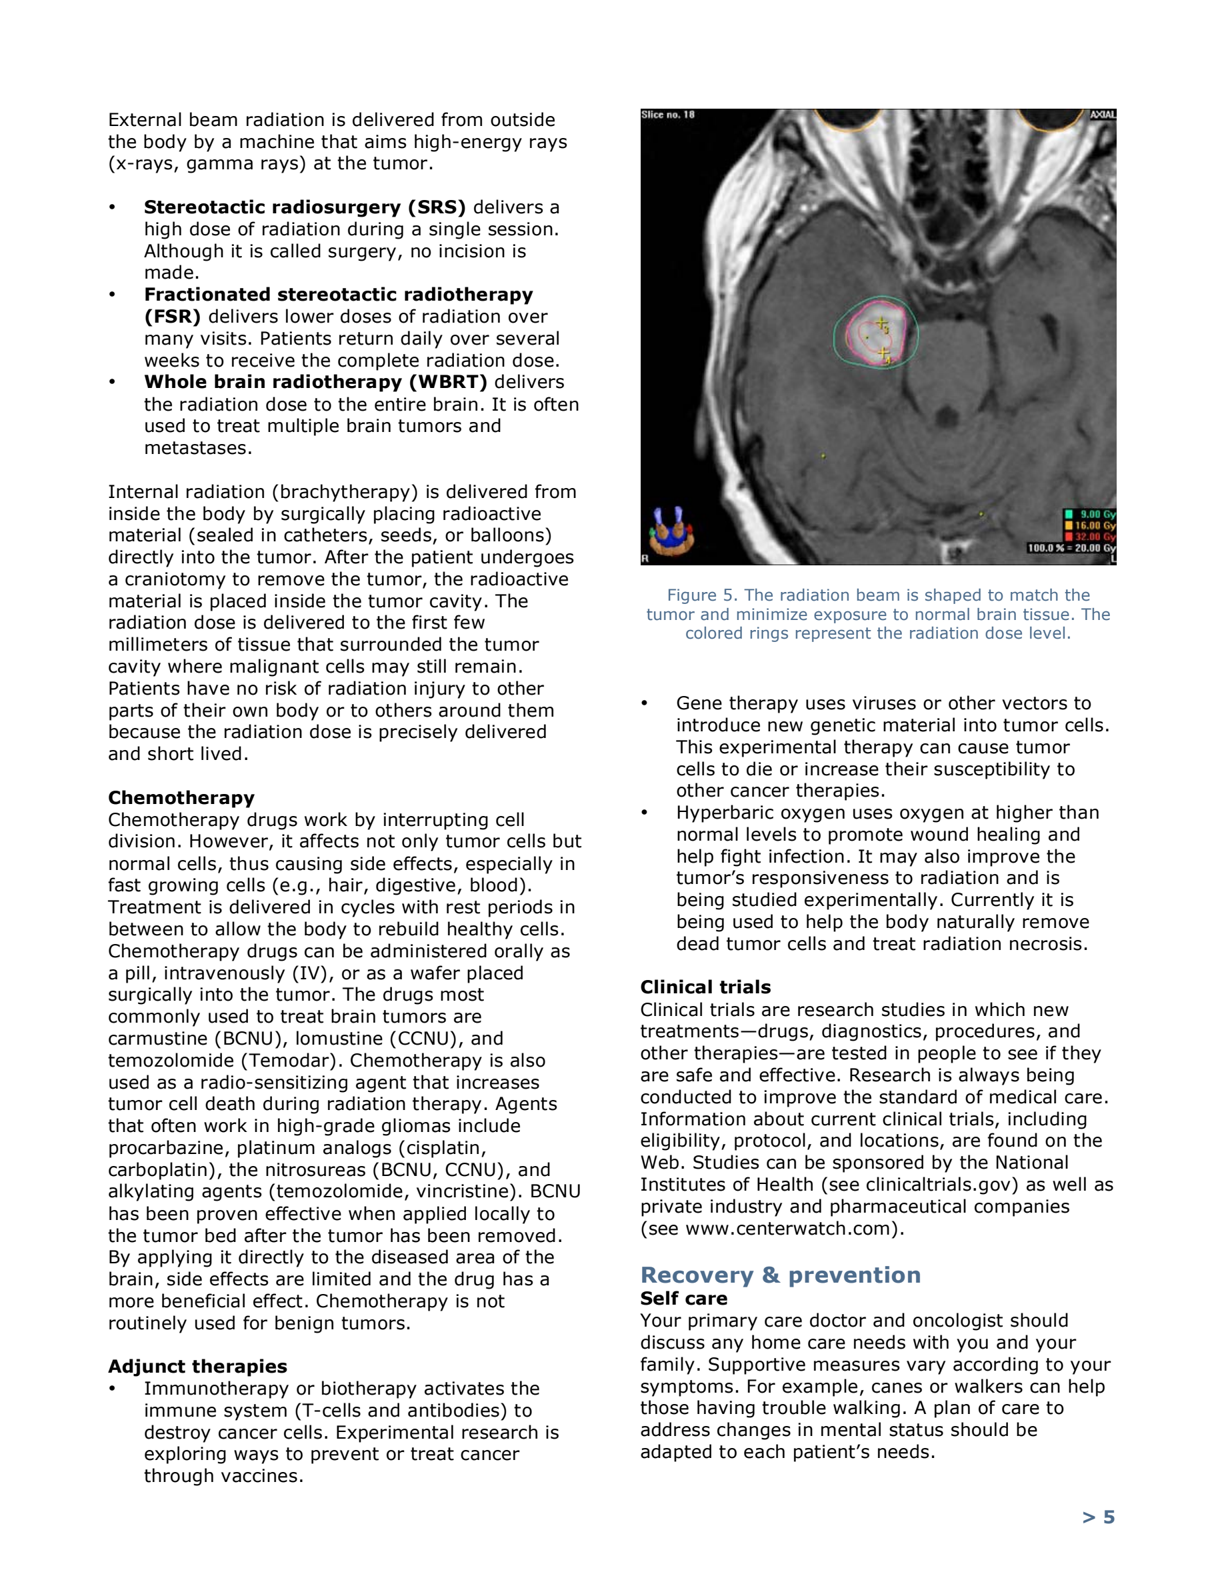 External beam radiation is delivered from outside
the body by a machine that aims high-energy rays
(x-rays, gamma rays) at the tumor.
• Stereotactic radiosurgery (SRS) delivers a
high dose of radiation during a single session.
Although it is called surgery, no incision is
made.
• Fractionated stereotactic radiotherapy
(FSR) delivers lower doses of radiation over
many visits. Patients return daily over several
weeks to receive the complete radiation dose.
• Whole brain radiotherapy (WBRT) delivers
the radiation dose to the entire brain. It is often
used to treat multiple brain tumors and
metastases.
Internal radiation (brachytherapy) is delivered from
inside the body by surgically placing radioactive
material (sealed in catheters, seeds, or balloons)
directly into the tumor. After the patient undergoes
a craniotomy to remove the tumor, the radioactive
material is placed inside the tumor cavity. The
radiation dose is delivered to the first few
millimeters of tissue that surrounded the tumor
cavity where malignant cells may still remain.
Patients have no risk of radiation injury to other
parts of their own body or to others around them
because the radiation dose is precisely delivered
and short lived.
Chemotherapy
Chemotherapy drugs work by interrupting cell
division. However, it affects not only tumor cells but
normal cells, thus causing side effects, especially in
fast growing cells (e.g., hair, digestive, blood).
Treatment is delivered in cycles with rest periods in
between to allow the body to rebuild healthy cells.
Chemotherapy drugs can be administered orally as
a pill, intravenously (IV), or as a wafer placed
surgically into the tumor. The drugs most
commonly used to treat brain tumors are
carmustine (BCNU), lomustine (CCNU), and
temozolomide (Temodar). Chemotherapy is also
used as a radio-sensitizing agent that increases
tumor cell death during radiation therapy. Agents
that often work in high-grade gliomas include
procarbazine, platinum analogs (cisplatin,
carboplatin), the nitrosureas (BCNU, CCNU), and
alkylating agents (temozolomide, vincristine). BCNU
has been proven effective when applied locally to
the tumor bed after the tumor has been removed.
By applying it directly to the diseased area of the
brain, side effects are limited and the drug has a
more beneficial effect. Chemotherapy is not
routinely used for benign tumors.
Adjunct therapies
• Immunotherapy or biotherapy activates the
immune system (T-cells and antibodies) to
destroy cancer cells. Experimental research is
exploring ways to prevent or treat cancer
through vaccines.
Slice no. 18
AXIAL
9.00 Gy
16.00 Gy
32.00 Gy
100.0 % = 20.00 Gy
R
L
Figure 5. The radiation beam is shaped to match the
tumor and minimize exposure to normal brain tissue. The
colored rings represent the radiation dose level.
• Gene therapy uses viruses or other vectors to
introduce new genetic material into tumor cells.
This experimental therapy can cause tumor
cells to die or increase their susceptibility to
other cancer therapies.
• Hyperbaric oxygen uses oxygen at higher than
normal levels to promote wound healing and
help fight infection. It may also improve the
tumor’s responsiveness to radiation and is
being studied experimentally. Currently it is
being used to help the body naturally remove
dead tumor cells and treat radiation necrosis.
Clinical trials
Clinical trials are research studies in which new
treatments—drugs, diagnostics, procedures, and
other therapies—are tested in people to see if they
are safe and effective. Research is always being
conducted to improve the standard of medical care.
Information about current clinical trials, including
eligibility, protocol, and locations, are found on the
Web. Studies can be sponsored by the National
Institutes of Health (see clinicaltrials.gov) as well as
private industry and pharmaceutical companies
(see www.centerwatch.com).
Recovery & prevention
Self care
Your primary care doctor and oncologist should
discuss any home care needs with you and your
family. Supportive measures vary according to your
symptoms. For example, canes or walkers can help
those having trouble walking. A plan of care to
address changes in mental status should be
adapted to each patient’s needs.
> 5